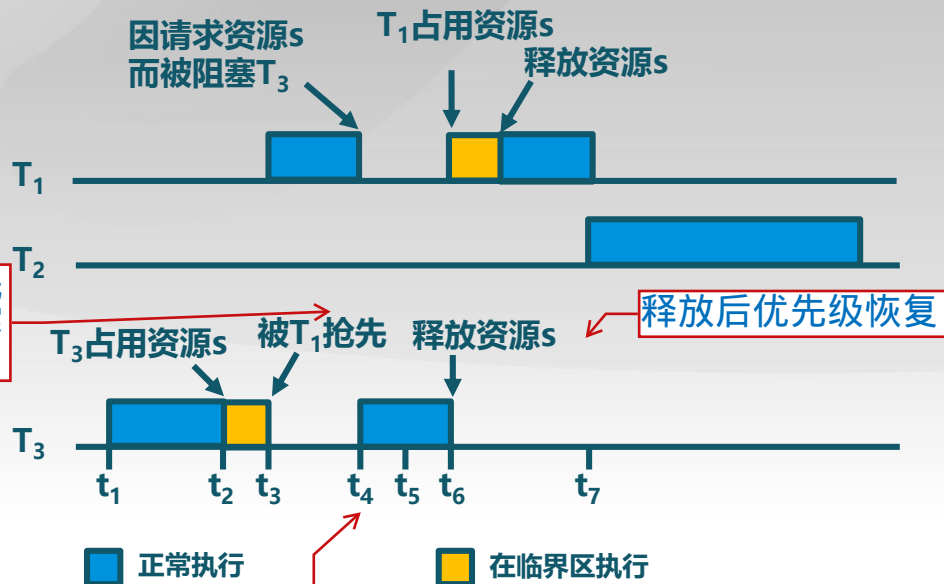 因请求资源s
而被阻塞T₃
T₁占用资源s
释放资源s
T₁
T₂
释放后优先级恢复
T₃占用资源s
被T₁抢先
释放资源s
T₃
t₁ t₂ t₃ t₄ t₅ t₆ t₇
正常执行
在临界区执行